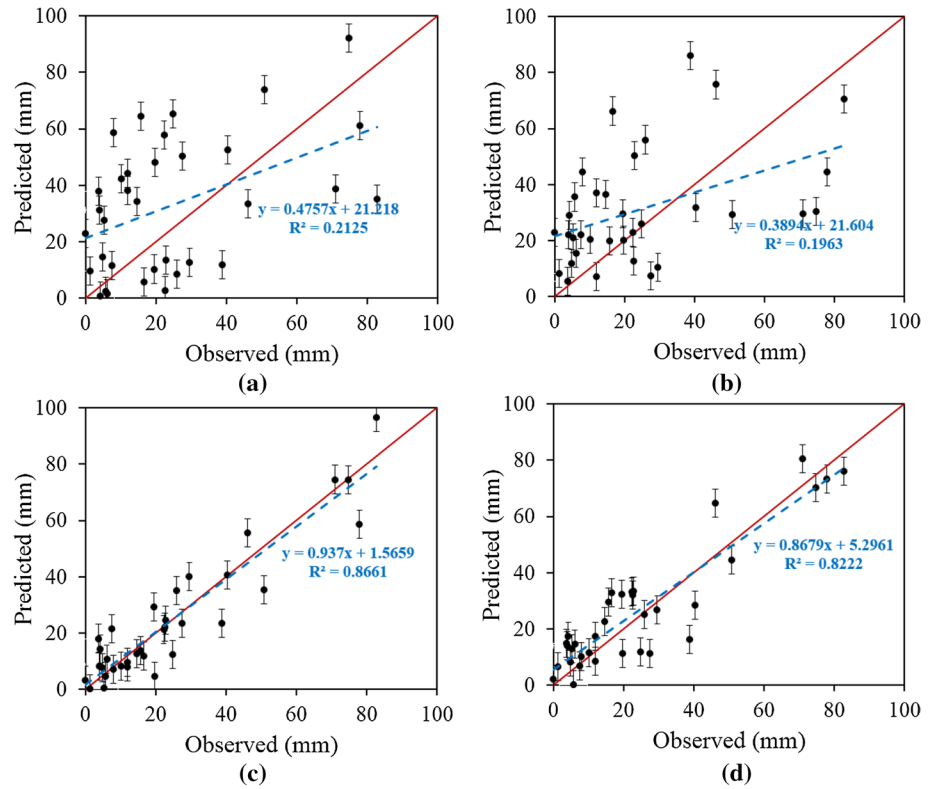 100
80
60
40
20
0
Predicted (mm)
y = 0.4757x + 21.218
R² = 0.2125
0 20 40 60 80 100
Observed (mm)
(a)
100
80
60
40
20
0
Predicted (mm)
y = 0.3894x + 21.604
R² = 0.1963
0 20 40 60 80 100
Observed (mm)
(b)
100
80
60
40
20
0
Predicted (mm)
y = 0.937x + 1.5659
R² = 0.8661
0 20 40 60 80 100
Observed (mm)
(c)
100
80
60
40
20
0
Predicted (mm)
y = 0.8679x + 5.2961
R² = 0.8222
0 20 40 60 80 100
Observed (mm)
(d)